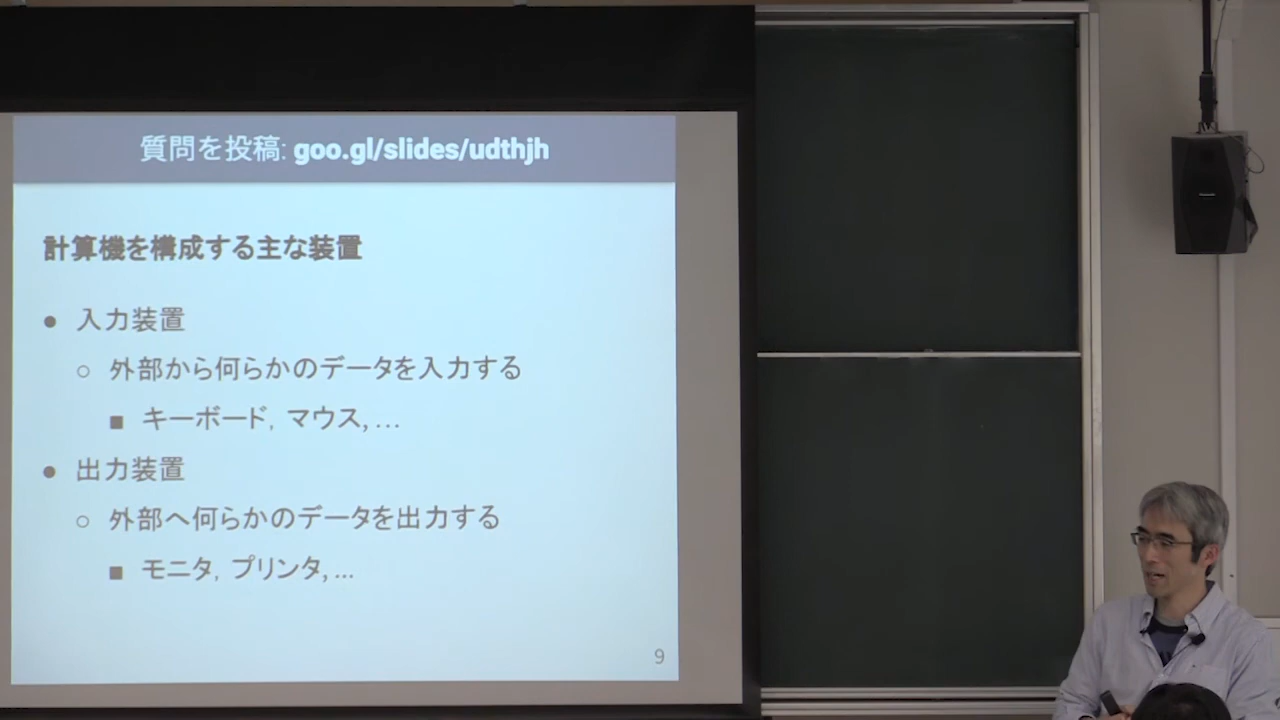 質問を投稿: goo.gl/slides/udthjh
計算機を構成する主な装置
● 入力装置
○ 外部から何らかのデータを入力する
■ キーボード, マウス, ...
● 出力装置
○ 外部へ何らかのデータを出力する
■ モニタ, プリンタ, ...
9